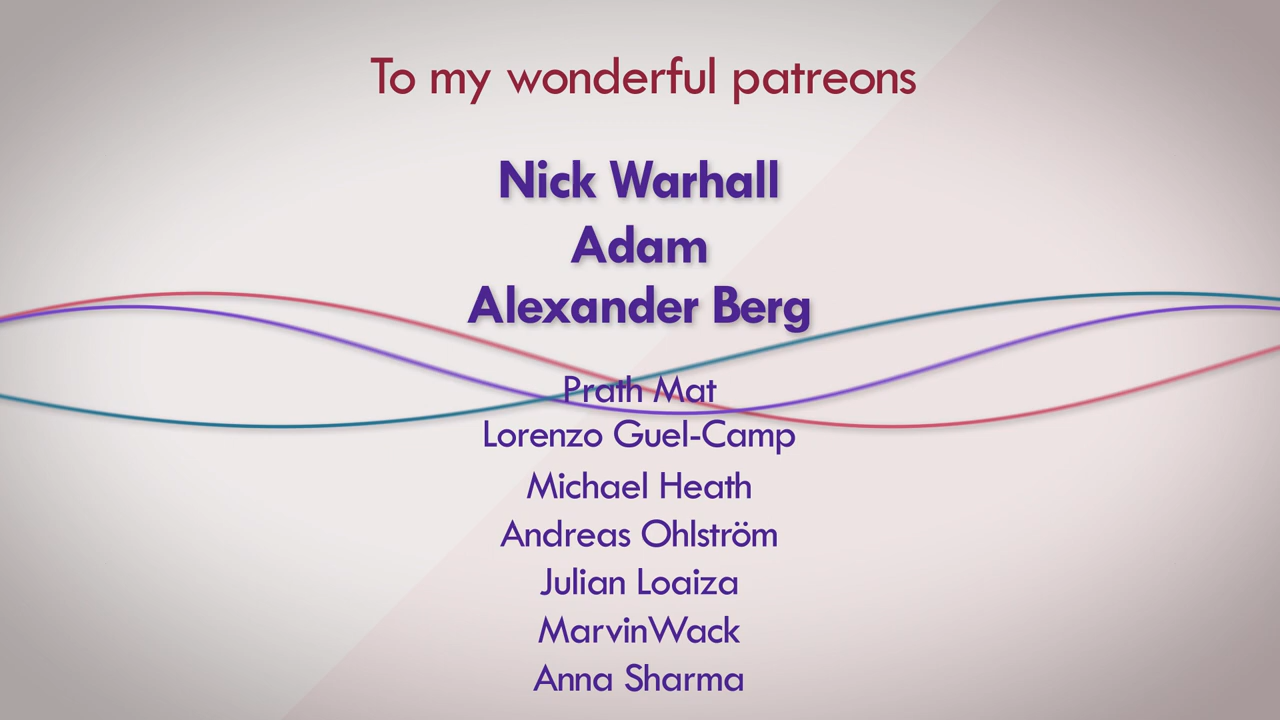 To my wonderful patreons
Nick Warhall
Adam
Alexander Berg
Prath Mat
Lorenzo Guel-Camp
Michael Heath
Andreas Ohlström
Julian Loaiza
MarvinWack
Anna Sharma